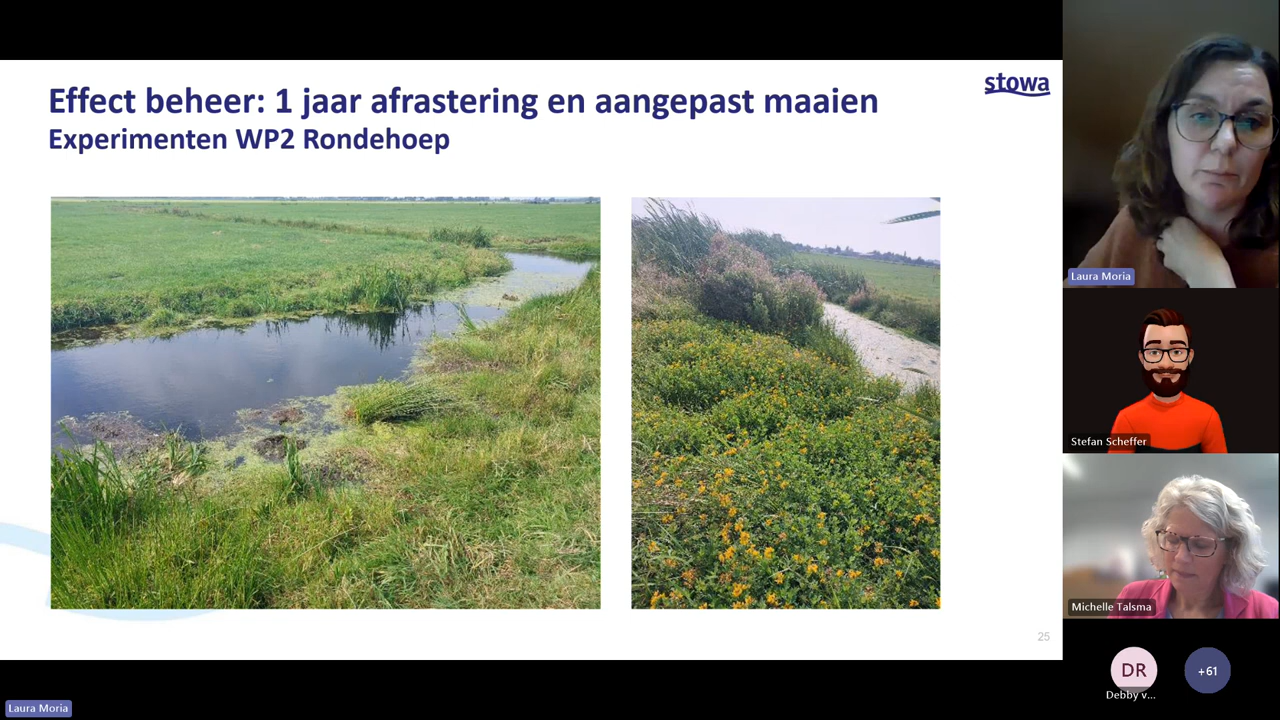 stowa
Effect beheer: 1 jaar afrastering en aangepast maaien
Experimenten WP2 Rondehoep
25
Laura Moria
Stefan Scheffer
Michelle Talsma
DR
+61
Debby v...
Laura Moria